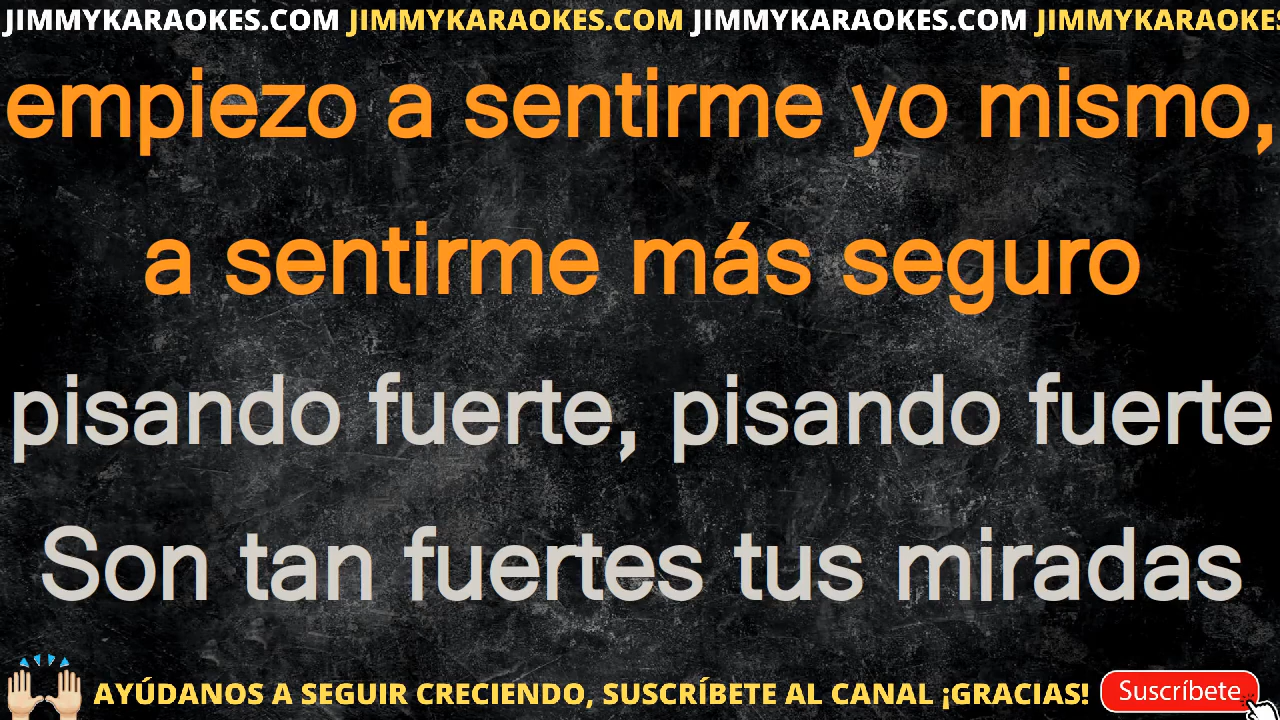 JIMMYKARAOKES.COM JIMMYKARAOKES.COM JIMMYKARAOKES.COM JIMMYKARAOKES
empiezo a sentirme yo mismo,
a sentirme más seguro
pisando fuerte, pisando fuerte
Son tan fuertes tus miradas
AYÚDANOS A SEGUIR CRECIENDO, SUSCRÍBETE AL CANAL ¡GRACIAS! Suscríbete